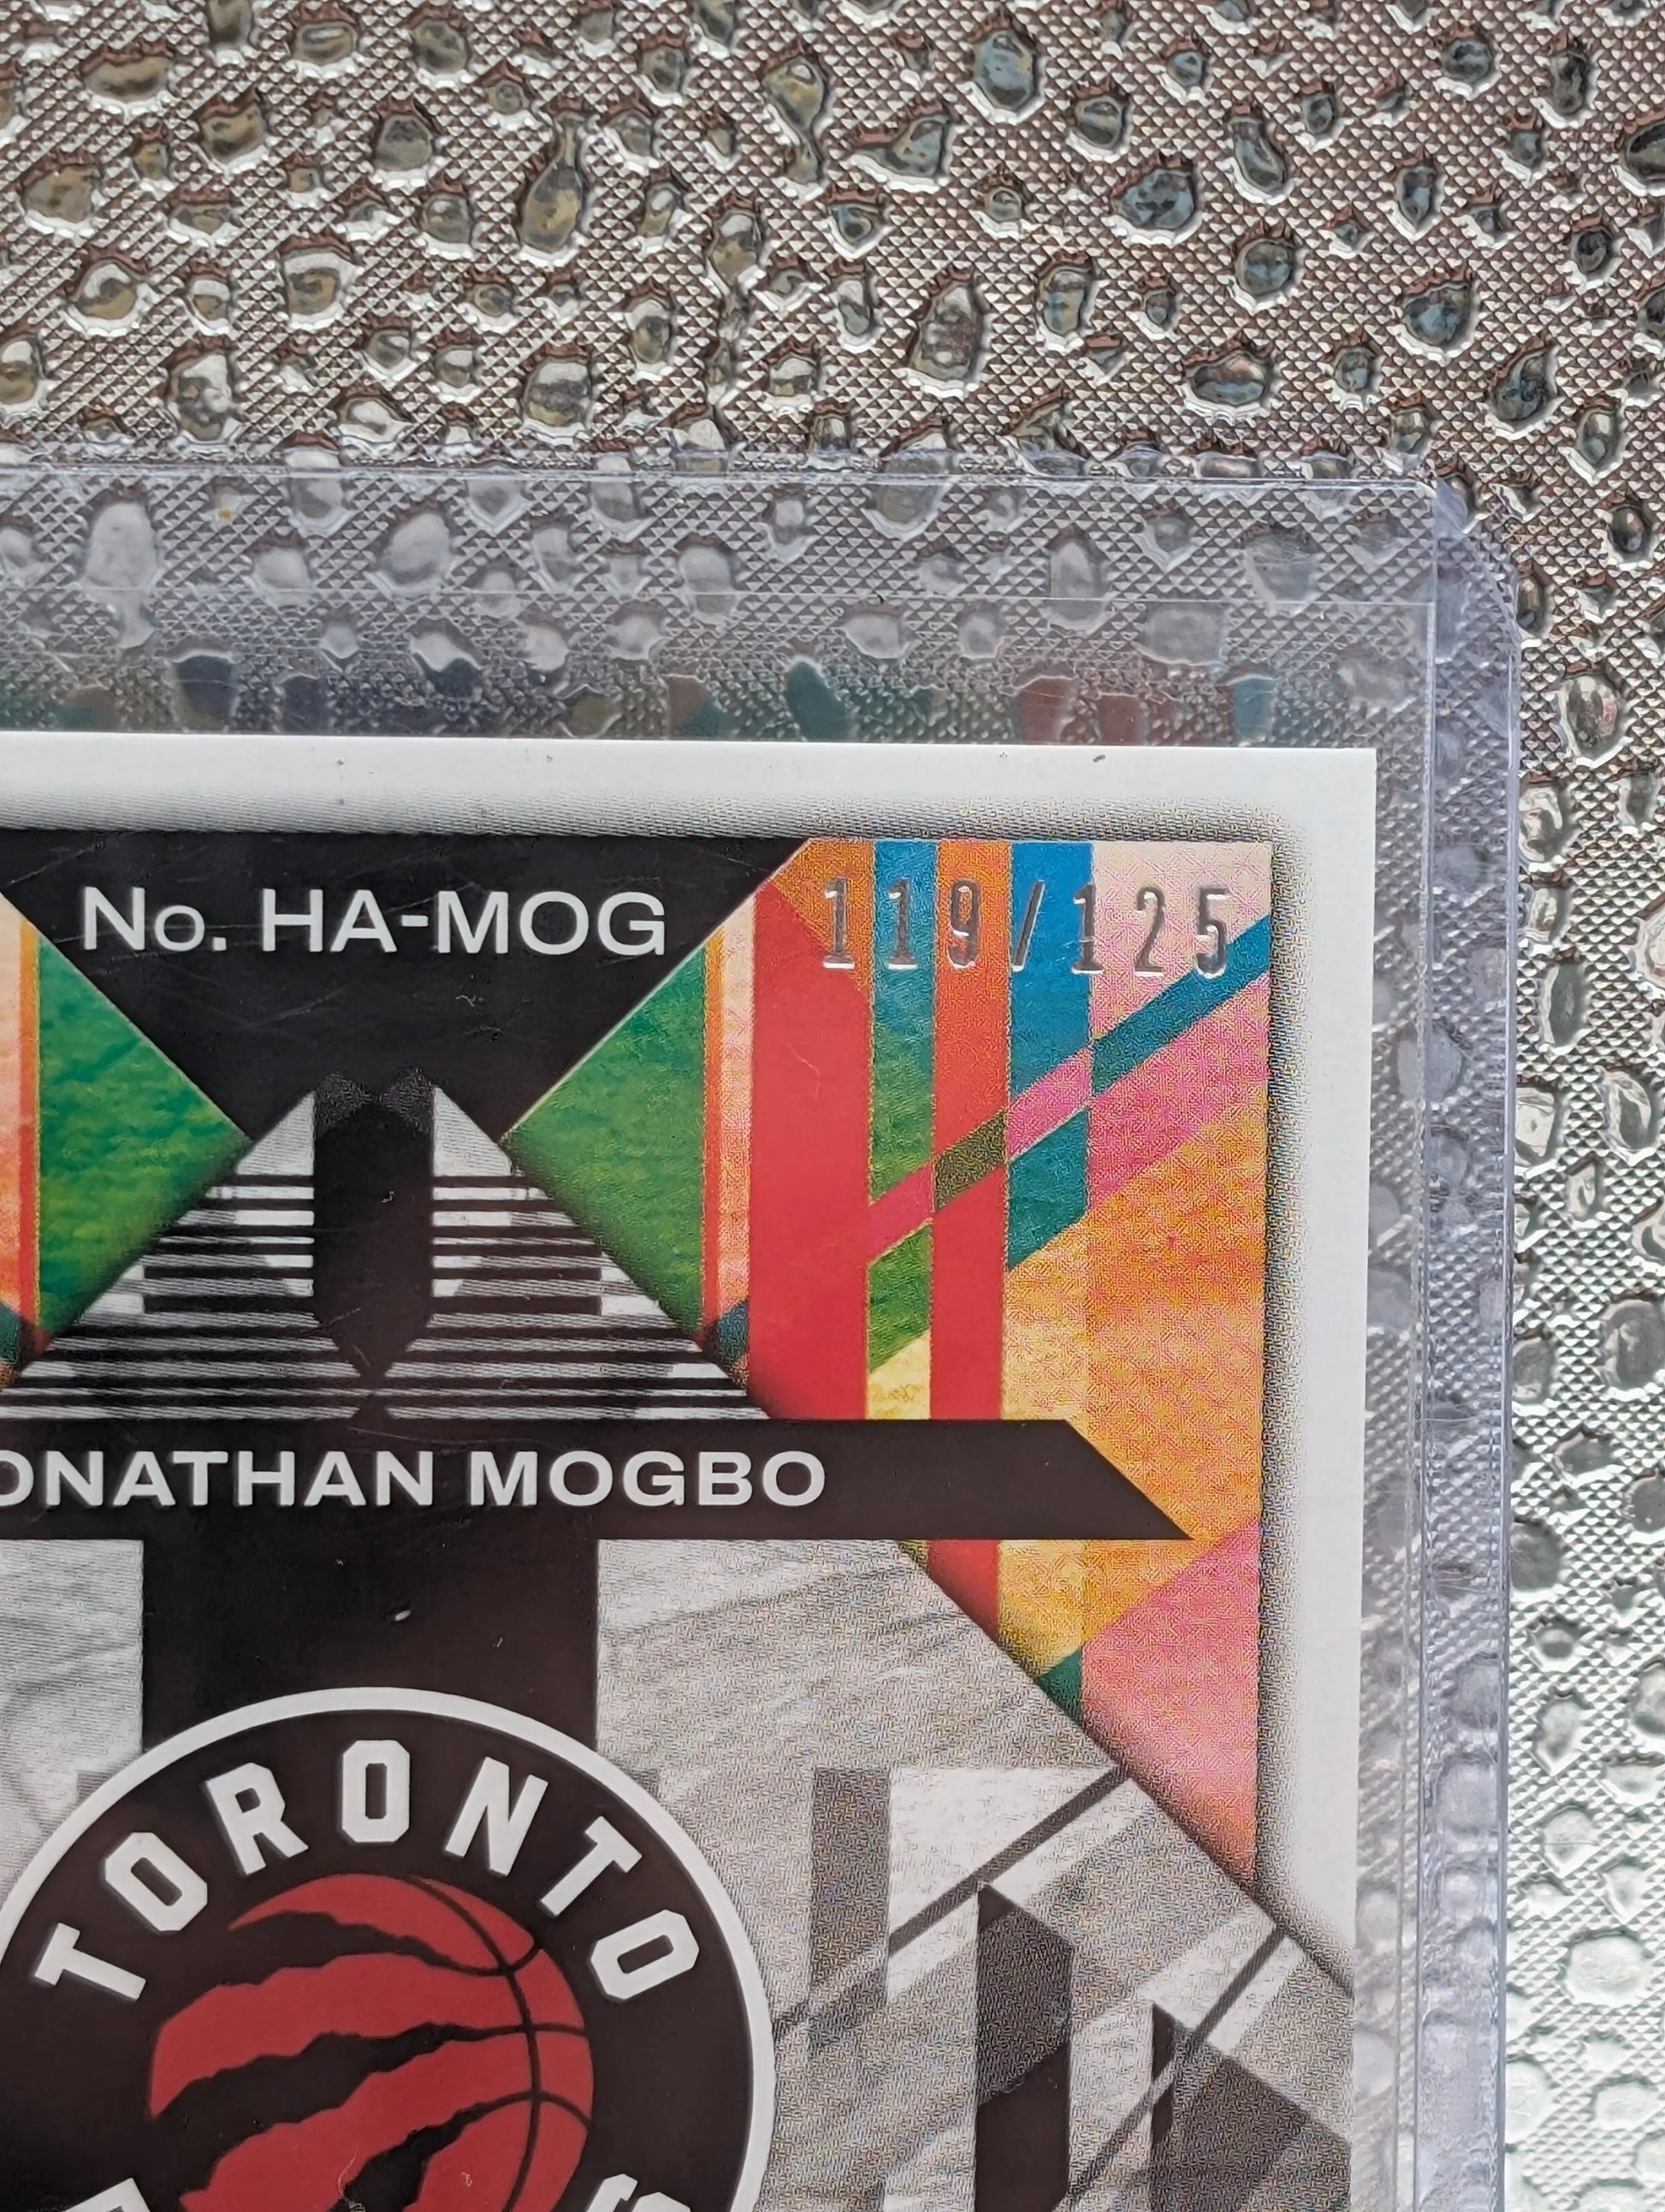 No. HA-MOG
119/125
ONATHAN MOGBO
TORONTO